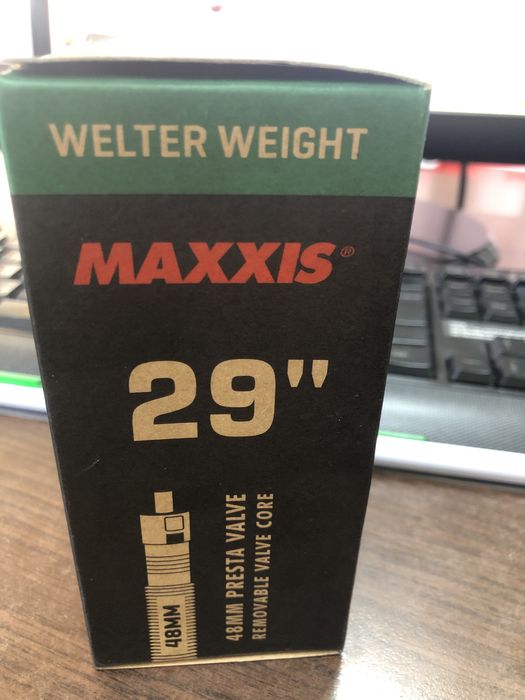 WELTER WEIGHT
MAXXIS®
29"
48MM PRESTA VALVE
REMOVABLE VALVE CORE
48MM